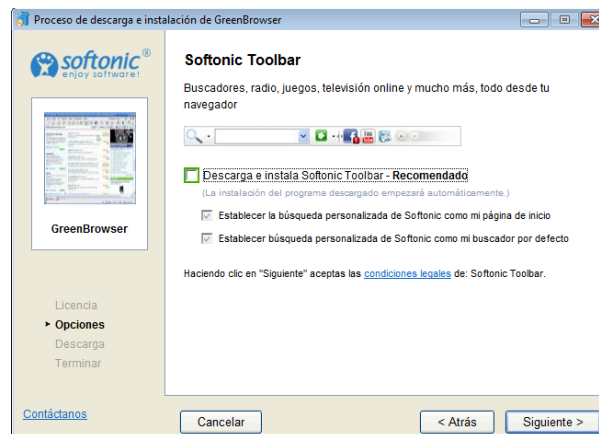 Proceso de descarga e instalación de GreenBrowser
softonic®
enjoy software!
GreenBrowser
Licencia
Opciones
Descarga
Terminar
Contáctanos
Softonic Toolbar
Buscadores, radio, juegos, televisión online y mucho más, todo desde tu
navegador
You
Tube
Descarga e instala Softonic Toolbar - Recomendado
(La instalación del programa descargado empezará automáticamente.)
Establecer la búsqueda personalizada de Softonic como mi página de inicio
Establecer búsqueda personalizada de Softonic como mi buscador por defecto
Haciendo clic en "Siguiente" aceptas las condiciones legales de: Softonic Toolbar.
Cancelar
< Atrás
Siguiente >